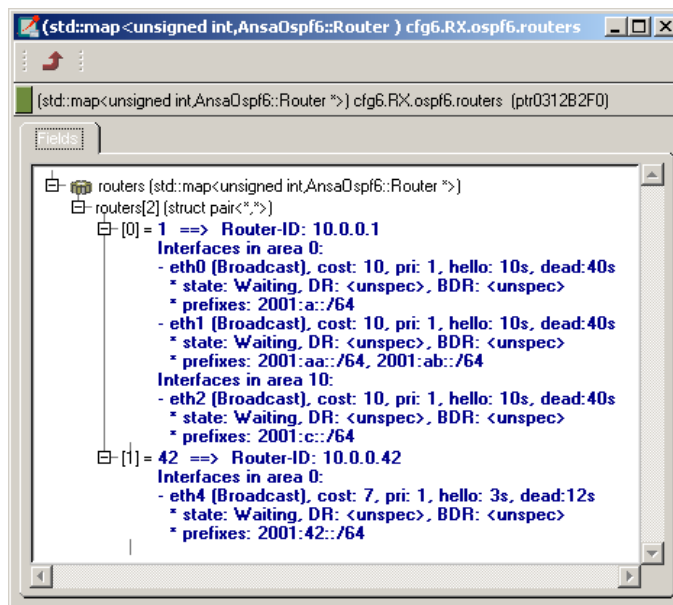 (std::map<unsigned int,AnsaOspf6::Router ) cfg6.RX.ospf6.routers
(std::map<unsigned int,AnsaOspf6::Router *>) cfg6.RX.ospf6.routers (ptr0312B2F0)
Fields
routers (std::map<unsigned int,AnsaOspf6::Router *>)
routers[2] (struct pair<*,*>)
[0] = 1 ==> Router-ID: 10.0.0.1
Interfaces in area 0:
- eth0 (Broadcast), cost: 10, pri: 1, hello: 10s, dead:40s
* state: Waiting, DR: <unspec>, BDR: <unspec>
* prefixes: 2001:a::/64
- eth1 (Broadcast), cost: 10, pri: 1, hello: 10s, dead:40s
* state: Waiting, DR: <unspec>, BDR: <unspec>
* prefixes: 2001:aa::/64, 2001:ab::/64
Interfaces in area 10:
- eth2 (Broadcast), cost: 10, pri: 1, hello: 10s, dead:40s
* state: Waiting, DR: <unspec>, BDR: <unspec>
* prefixes: 2001:c::/64
[1] = 42 ==> Router-ID: 10.0.0.42
Interfaces in area 0:
- eth4 (Broadcast), cost: 7, pri: 1, hello: 3s, dead:12s
* state: Waiting, DR: <unspec>, BDR: <unspec>
* prefixes: 2001:42::/64